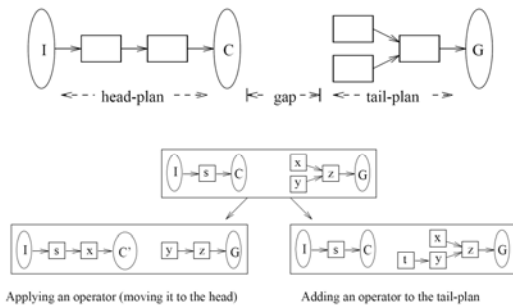 I C G
head-plan gap tail-plan
I s C x y z G
I s x C' y z G
I s C t x y z G
Applying an operator (moving it to the head)
Adding an operator to the tail-plan